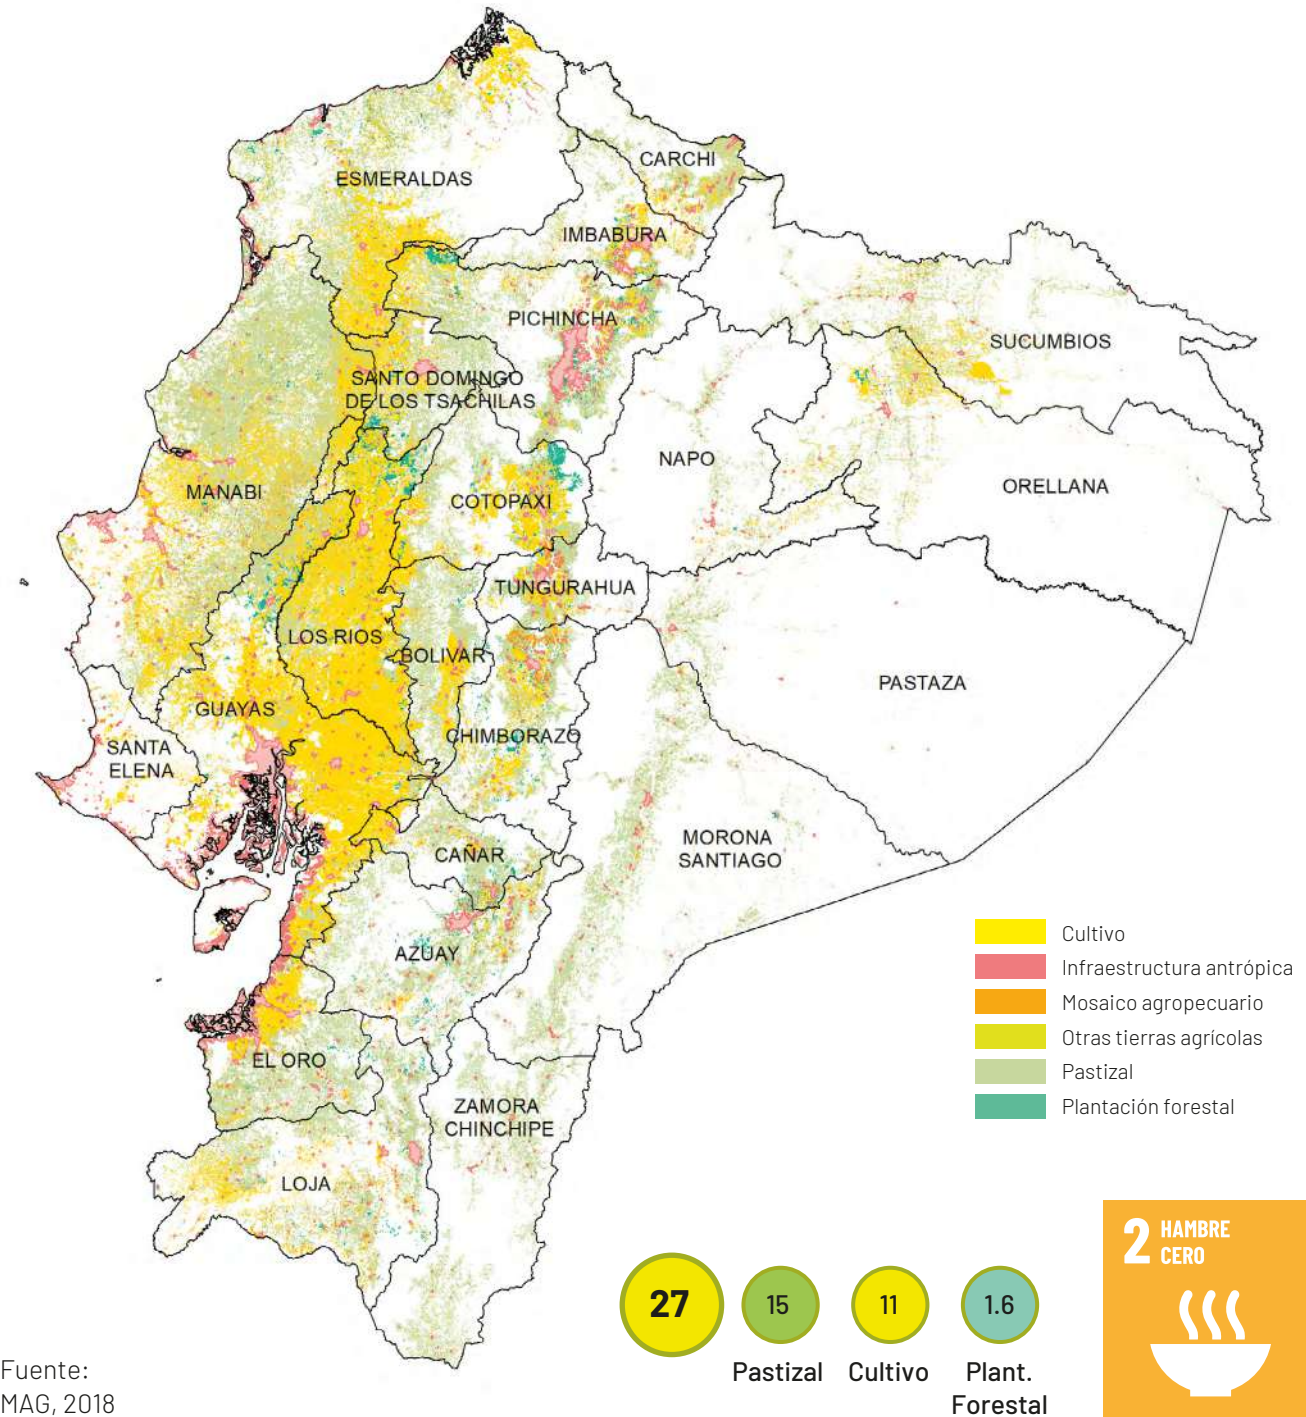 CARCHI
ESMERALDAS
IMBABURA
PICHINCHA
SUCUMBIOS
SANTO DOMINGO
DE LOS TSACHILAS
NAPO
MANABI
COTOPAXI
ORELLANA
TUNGURAHUA
LOS RIOS
BOLIVAR
PASTAZA
GUAYAS
CHIMBORAZO
SANTA
ELENA
MORONA
SANTIAGO
CAÑAR
AZUAY
EL ORO
ZAMORA
CHINCHIPE
LOJA
Cultivo
Infraestructura antrópica
Mosaico agropecuario
Otras tierras agrícolas
Pastizal
Plantación forestal
27
15
11
1.6
Pastizal
Cultivo
Plant.
Forestal
2 HAMBRE
CERO
Fuente:
MAG, 2018